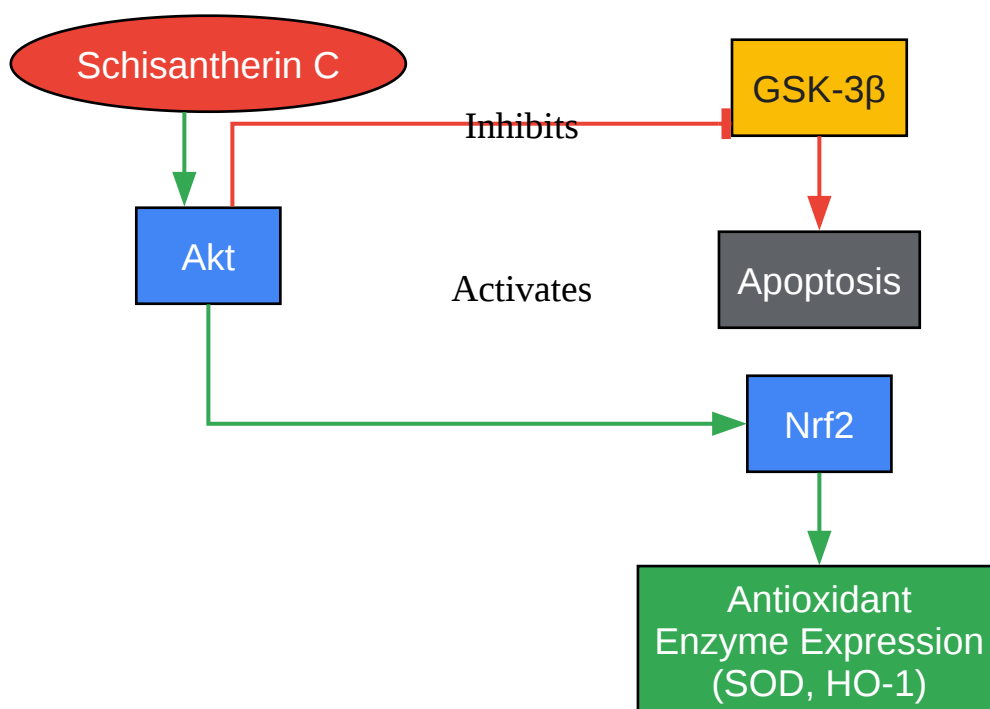 Schisantherin C
GSK-3β
Inhibits
Akt
Activates
Apoptosis
Nrf2
Antioxidant
Enzyme Expression
(SOD, HO-1)